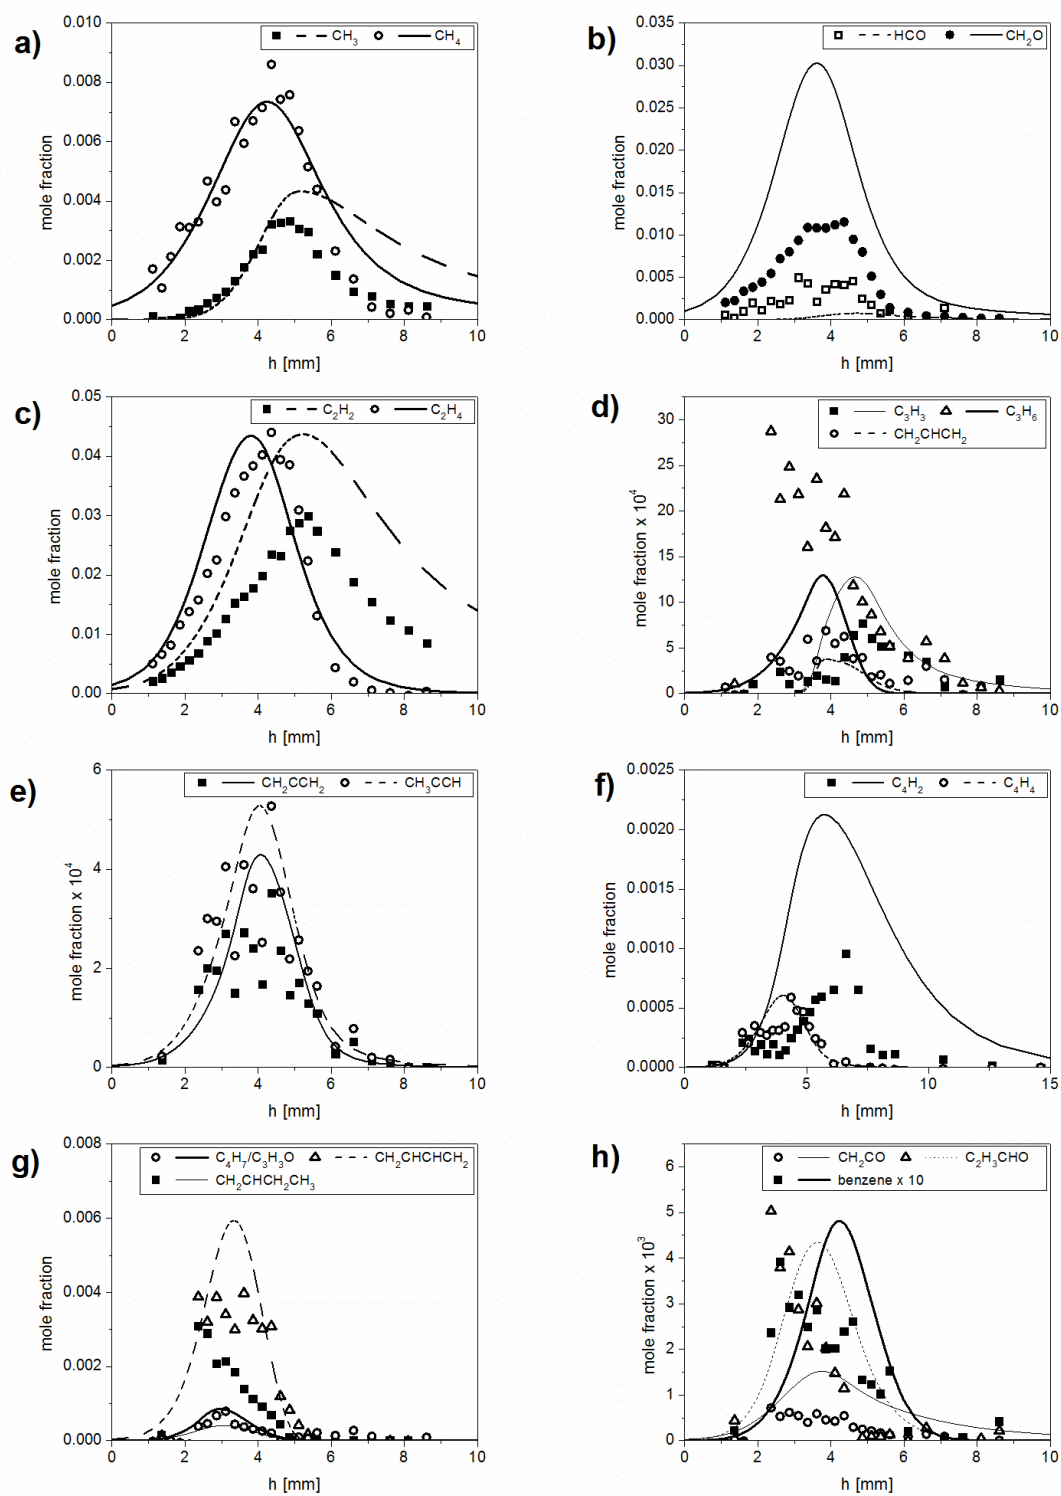 a)
0.010
0.008
0.006
0.004
0.002
0.000
mole fraction
CH₃ CH₄
0 2 4 6 8 10
h [mm]
b)
0.035
0.030
0.025
0.020
0.015
0.010
0.005
0.000
mole fraction
HCO CH₂O
0 2 4 6 8 10
h [mm]
c)
0.05
0.04
0.03
0.02
0.01
0.00
mole fraction
C₂H₂ C₂H₄
0 2 4 6 8 10
h [mm]
d)
30
25
20
15
10
5
0
mole fraction x 10⁴
C₃H₃ C₃H₆
CH₂CHCH₂
0 2 4 6 8 10
h [mm]
e)
6
4
2
0
mole fraction x 10⁴
CH₂CCH₂ CH₃CCH
0 2 4 6 8 10
h [mm]
f)
0.0025
0.0020
0.0015
0.0010
0.0005
0.0000
mole fraction
C₄H₂ C₄H₄
0 5 10 15
h [mm]
g)
0.008
0.006
0.004
0.002
0.000
mole fraction
C₄H₇/C₃H₃O CH₂CHCHCH₂
CH₂CHCH₂CH₃
0 2 4 6 8 10
h [mm]
h)
6
5
4
3
2
1
0
mole fraction x 10³
CH₂CO C₂H₃CHO
benzene x 10
0 2 4 6 8 10
h [mm]